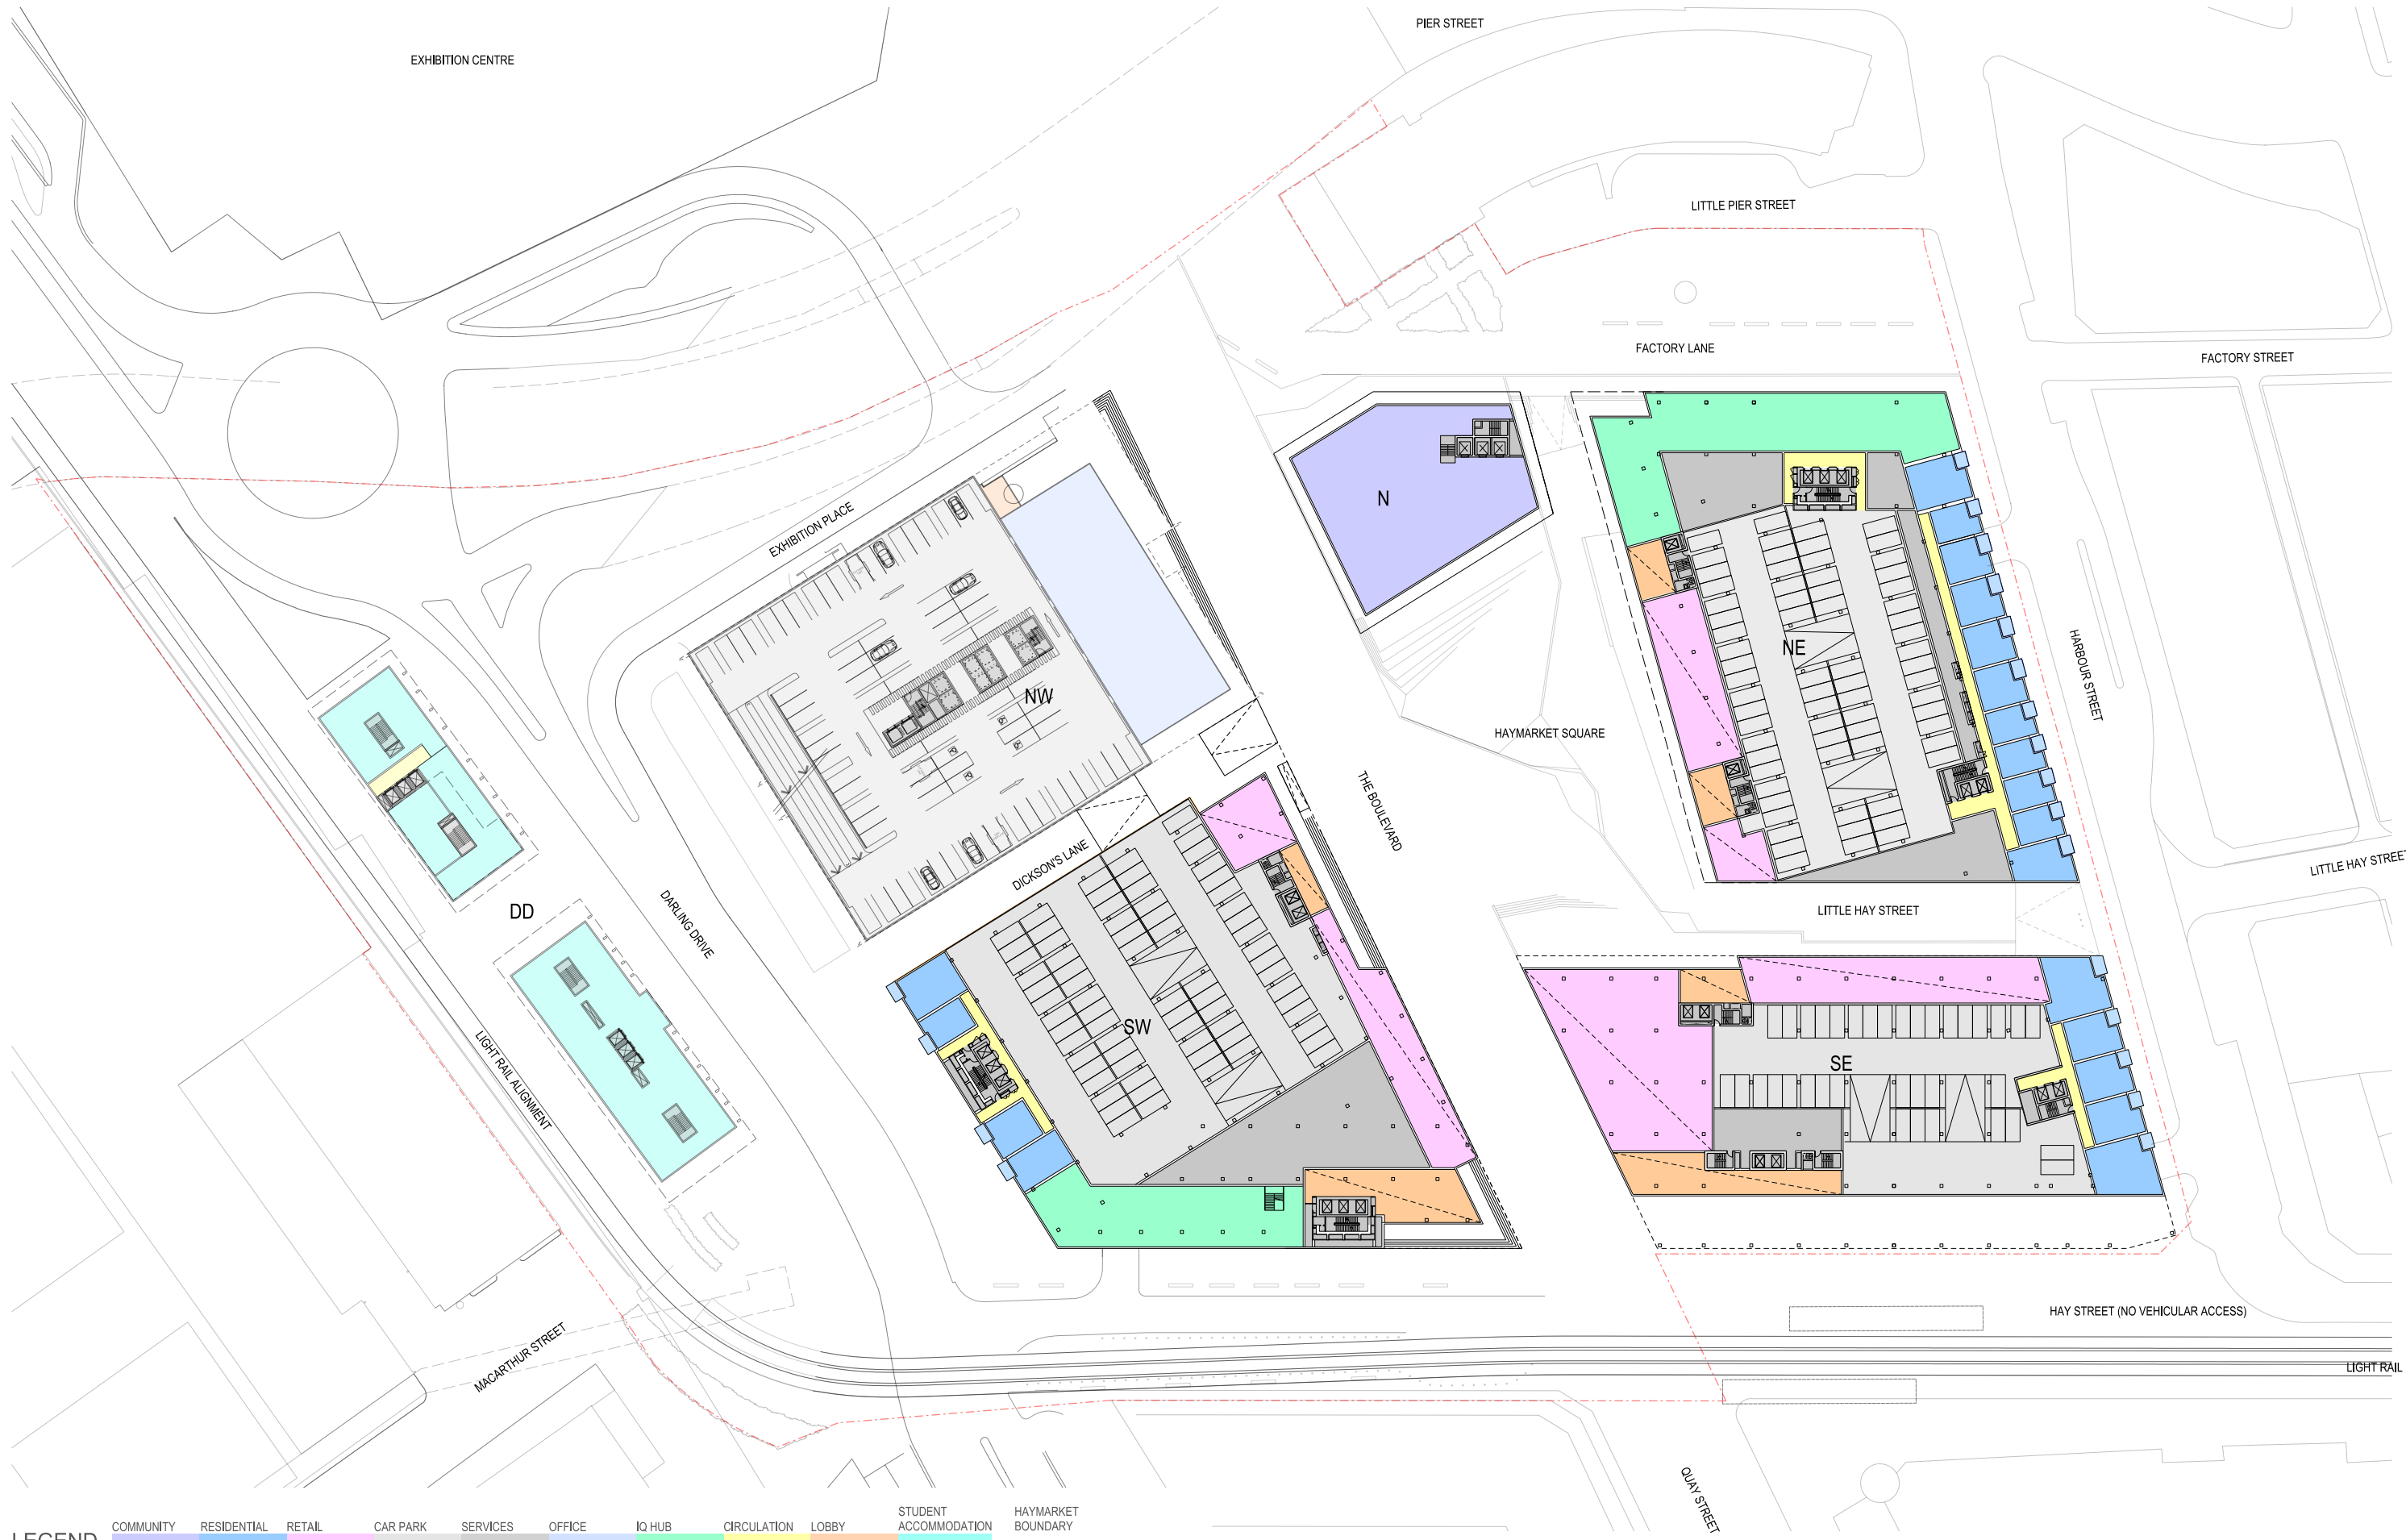 PIER STREET
EXHIBITION CENTRE
LITTLE PIER STREET
FACTORY LANE
FACTORY STREET
N
EXHIBITION PLACE
NE
HARBOUR STREET
NW
HAYMARKET SQUARE
THE BOULEVARD
DICKSON'S LANE
LITTLE HAY STREET
DD
DARLING DRIVE
LITTLE HAY STREET
SW
LIGHT RAIL ALIGNMENT
SE
HAY STREET (NO VEHICULAR ACCESS)
MACARTHUR STREET
LIGHT RAIL
QUAY STREET
LEGEND
COMMUNITY
RESIDENTIAL
RETAIL
CAR PARK
SERVICES
OFFICE
IQ HUB
CIRCULATION
LOBBY
STUDENT
ACCOMMODATION
HAYMARKET
BOUNDARY